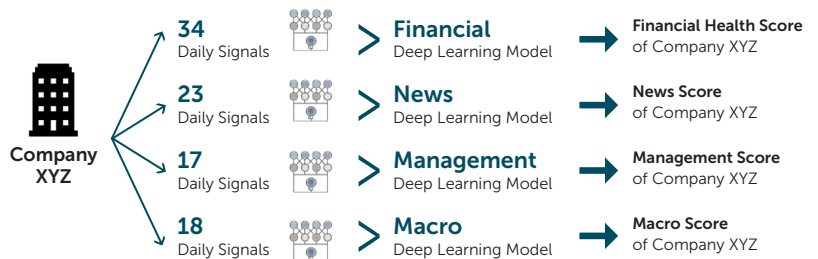 34
Daily Signals
Financial
Deep Learning Model
Financial Health Score
of Company XYZ
23
Daily Signals
News
Deep Learning Model
News Score
of Company XYZ
Company
XYZ
17
Daily Signals
Management
Deep Learning Model
Management Score
of Company XYZ
18
Daily Signals
Macro
Deep Learning Model
Macro Score
of Company XYZ